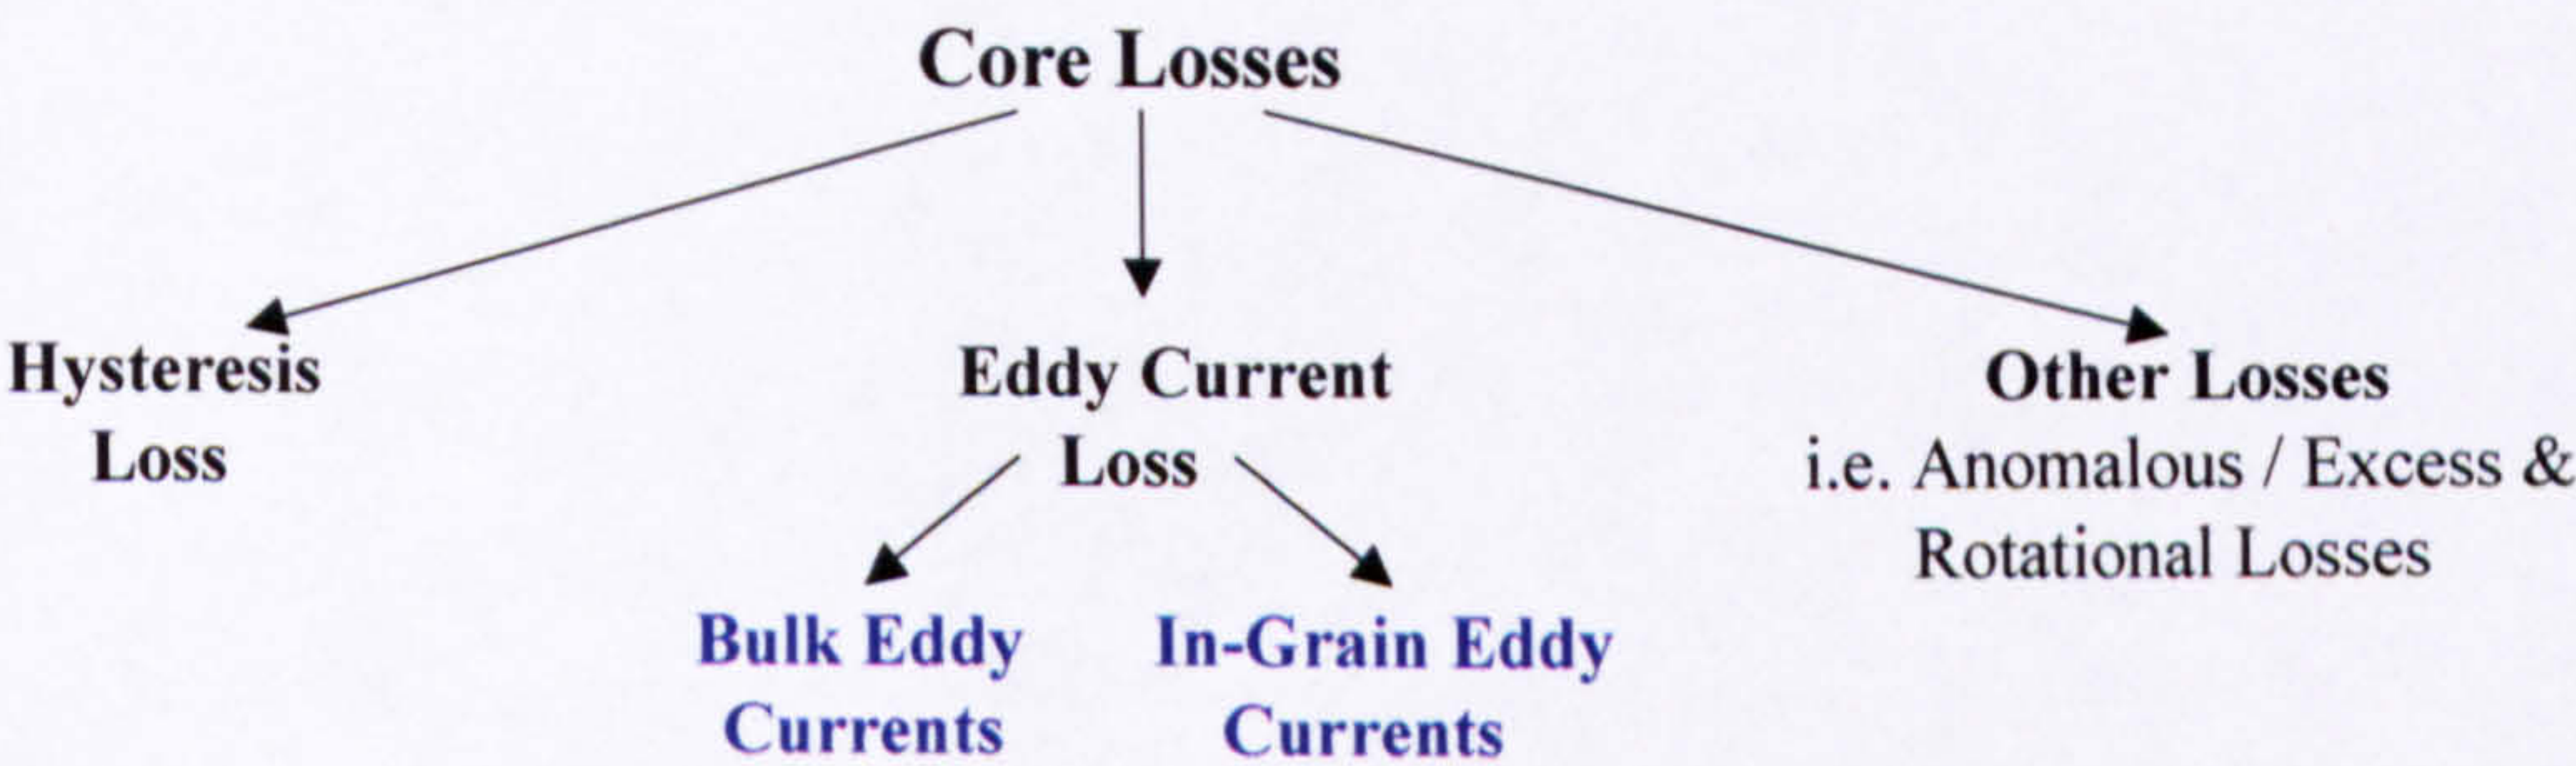 Core Losses
Hysteresis
Loss
Eddy Current
Loss
Other Losses
i.e. Anomalous / Excess &
Rotational Losses
Bulk Eddy
Currents
In-Grain Eddy
Currents